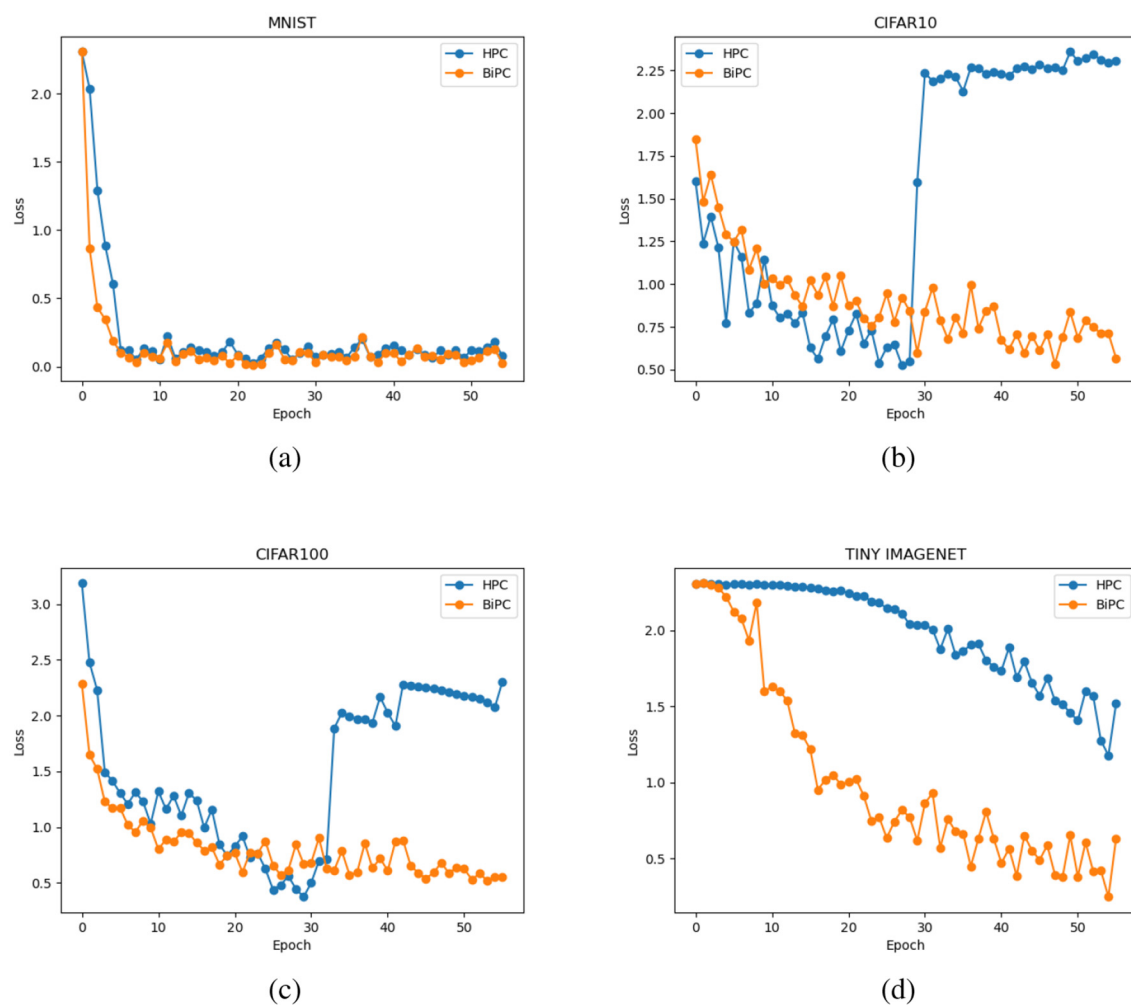 MNIST
HPC
BiPC
Loss
2.0
1.5
1.0
0.5
0.0
0 10 20 30 40 50
Epoch
(a)
CIFAR10
HPC
BiPC
Loss
2.25
2.00
1.75
1.50
1.25
1.00
0.75
0.50
0 10 20 30 40 50
Epoch
(b)
CIFAR100
HPC
BiPC
Loss
3.0
2.5
2.0
1.5
1.0
0.5
0 10 20 30 40 50
Epoch
(c)
TINY IMAGENET
HPC
BiPC
Loss
2.0
1.5
1.0
0.5
0 10 20 30 40 50
Epoch
(d)